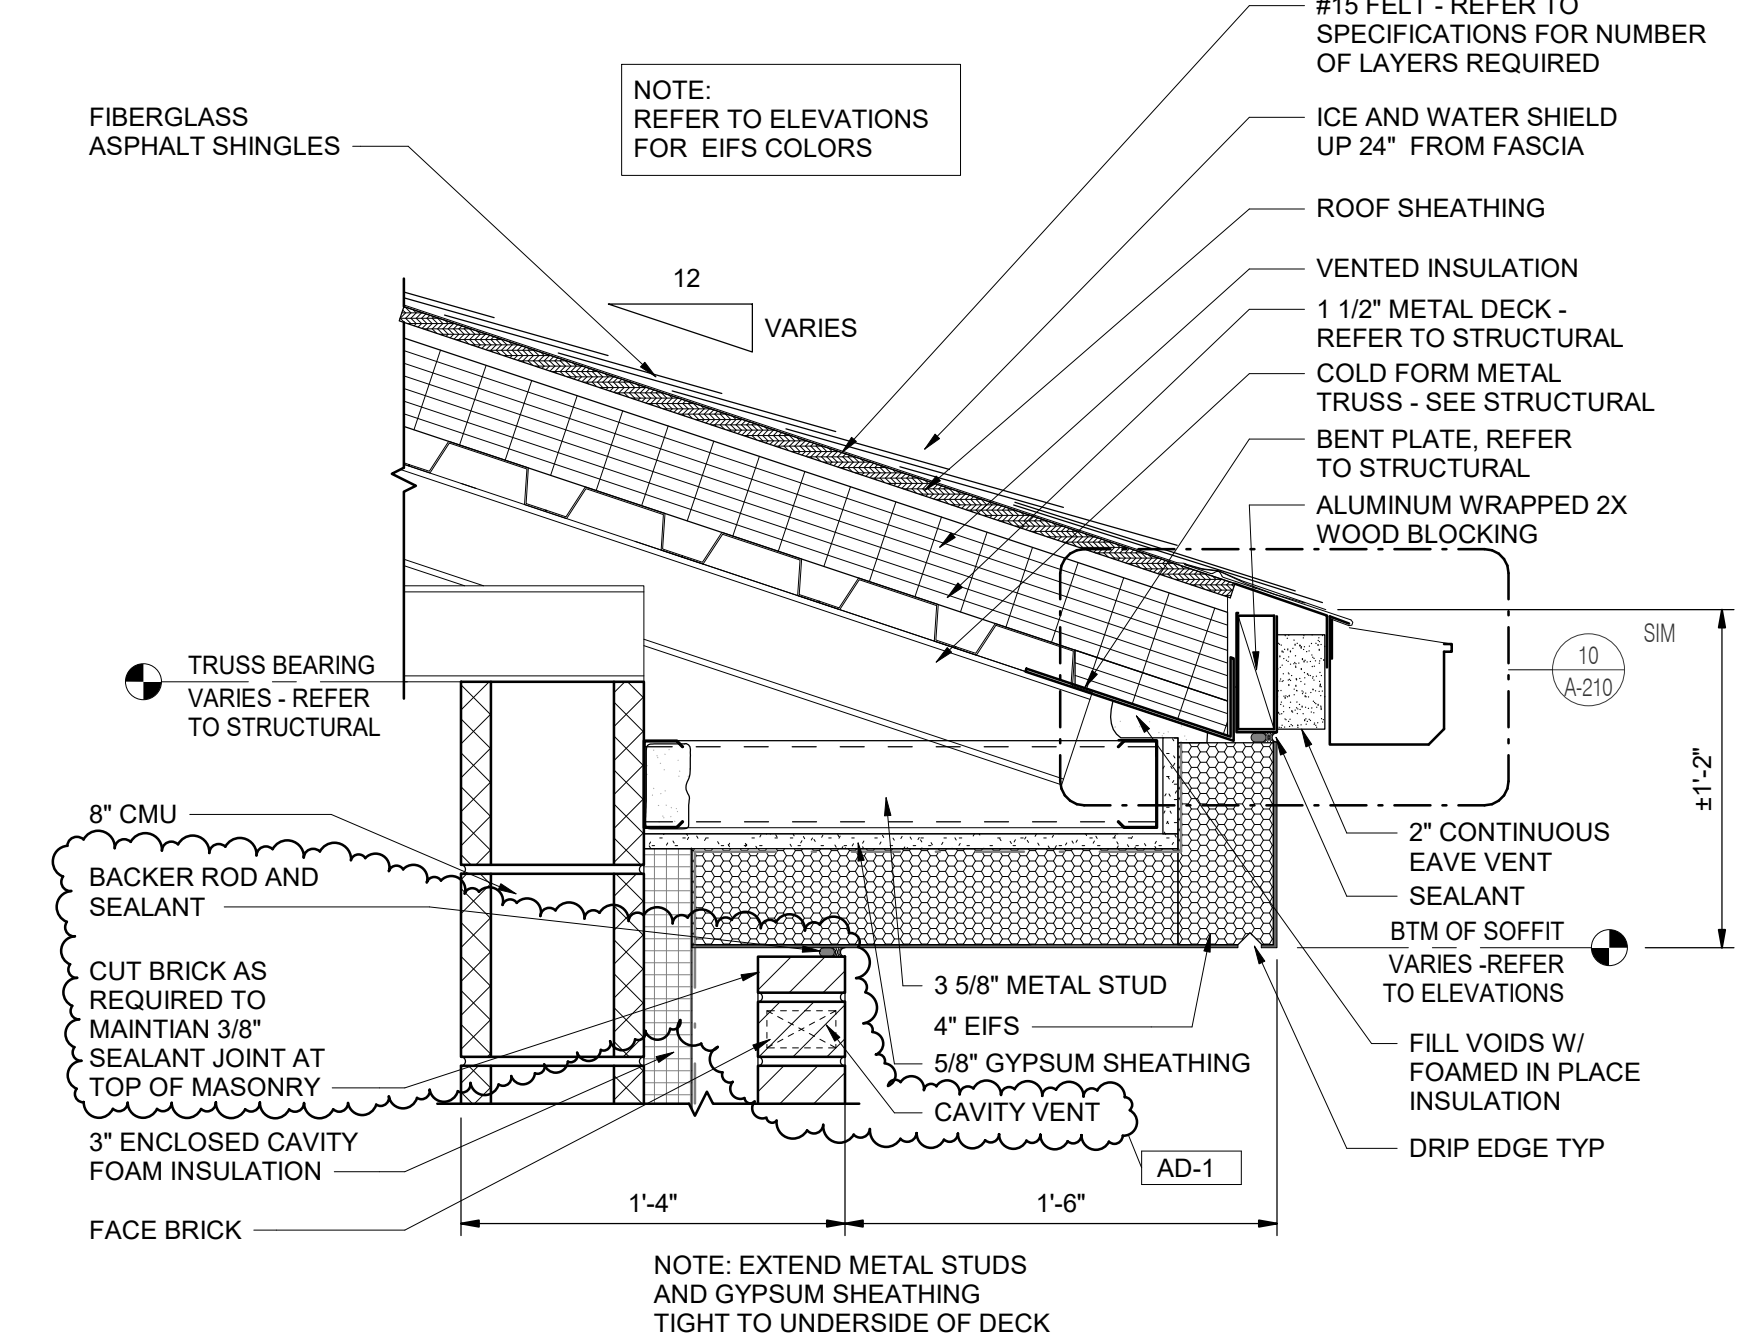 #15 FELT - REFER TO
SPECIFICATIONS FOR NUMBER
OF LAYERS REQUIRED
NOTE:
REFER TO ELEVATIONS
FOR EIFS COLORS
FIBERGLASS
ASPHALT SHINGLES
ICE AND WATER SHIELD
UP 24" FROM FASCIA
ROOF SHEATHING
12
VARIES
VENTED INSULATION
1 1/2" METAL DECK -
REFER TO STRUCTURAL
COLD FORM METAL
TRUSS - SEE STRUCTURAL
BENT PLATE, REFER
TO STRUCTURAL
ALUMINUM WRAPPED 2X
WOOD BLOCKING
SIM
10
A-210
TRUSS BEARING
VARIES - REFER
TO STRUCTURAL
±1'-2"
8" CMU
BACKER ROD AND
SEALANT
CUT BRICK AS
REQUIRED TO
MAINTIAN 3/8"
SEALANT JOINT AT
TOP OF MASONRY
3" ENCLOSED CAVITY
FOAM INSULATION
FACE BRICK
2" CONTINUOUS
EAVE VENT
SEALANT
BTM OF SOFFIT
VARIES -REFER
TO ELEVATIONS
3 5/8" METAL STUD
4" EIFS
5/8" GYPSUM SHEATHING
CAVITY VENT
FILL VOIDS W/
FOAMED IN PLACE
INSULATION
DRIP EDGE TYP
AD-1
1'-4"
1'-6"
NOTE: EXTEND METAL STUDS
AND GYPSUM SHEATHING
TIGHT TO UNDERSIDE OF DECK